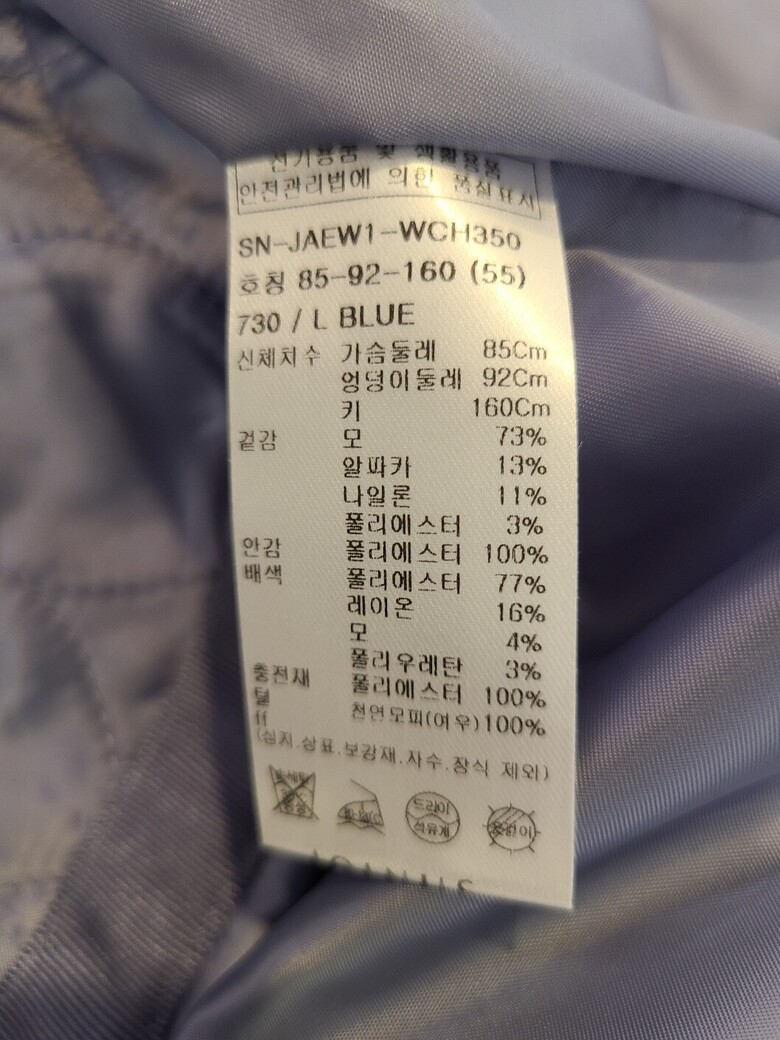 전기용품 및 생활용품
안전관리법에 의한 품질표시
SN-JAEW1-WCH350
호칭 85-92-160 (55)
730 / L BLUE
신체치수 가슴둘레 85Cm
엉덩이둘레 92Cm
키 160Cm
겉감 모 73%
알파카 13%
나일론 11%
폴리에스터 3%
안감 폴리에스터 100%
배색 폴리에스터 77%
레이온 16%
모 4%
폴리우레탄 3%
충전재 폴리에스터 100%
털 천연모피(여우)100%
(심지.상표.보강재.자수.장식 제외)
드라이
석유계
옷걸이